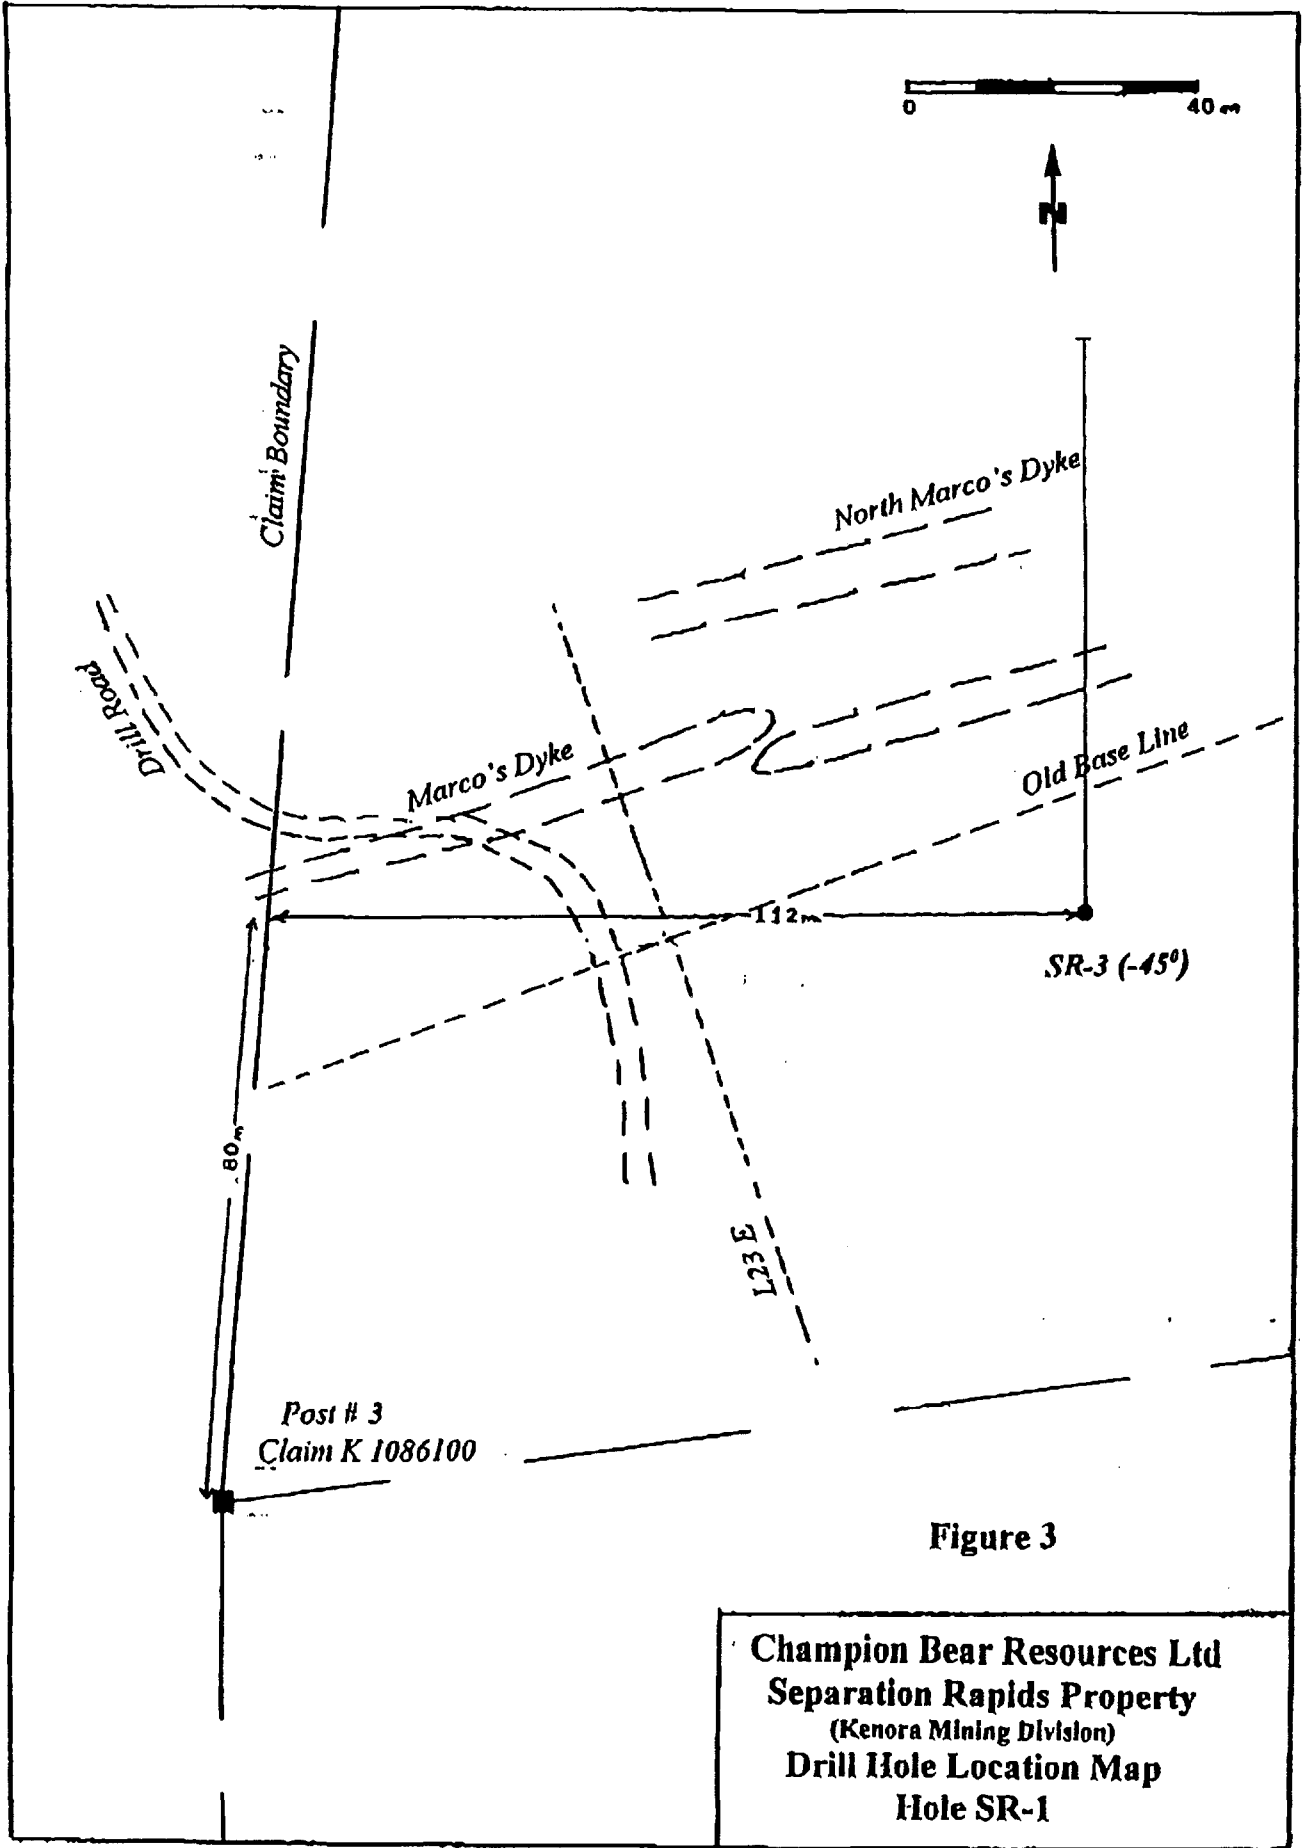 0 40 m
N
Claim Boundary
North Marco's Dyke
Drill Road
Marco's Dyke
Old Base Line
112m
SR-3 (-45⁰)
80m
L23 E
Post # 3
Claim K 1086100
Figure 3
Champion Bear Resources Ltd
Separation Rapids Property
(Kenora Mining Division)
Drill Hole Location Map
Hole SR-1